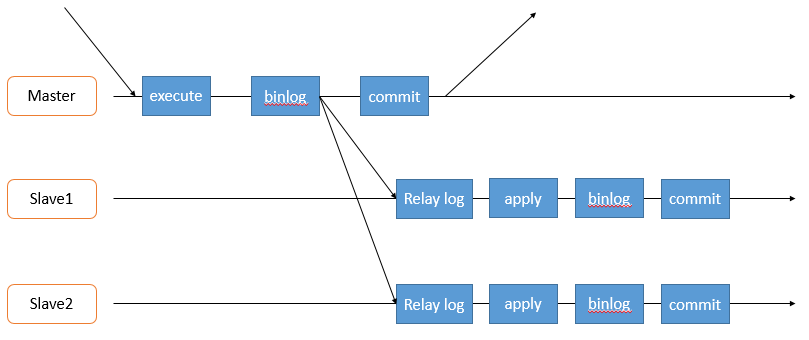 Master
execute
binlog
commit
Slave1
Relay log
apply
binlog
commit
Slave2
Relay log
apply
binlog
commit